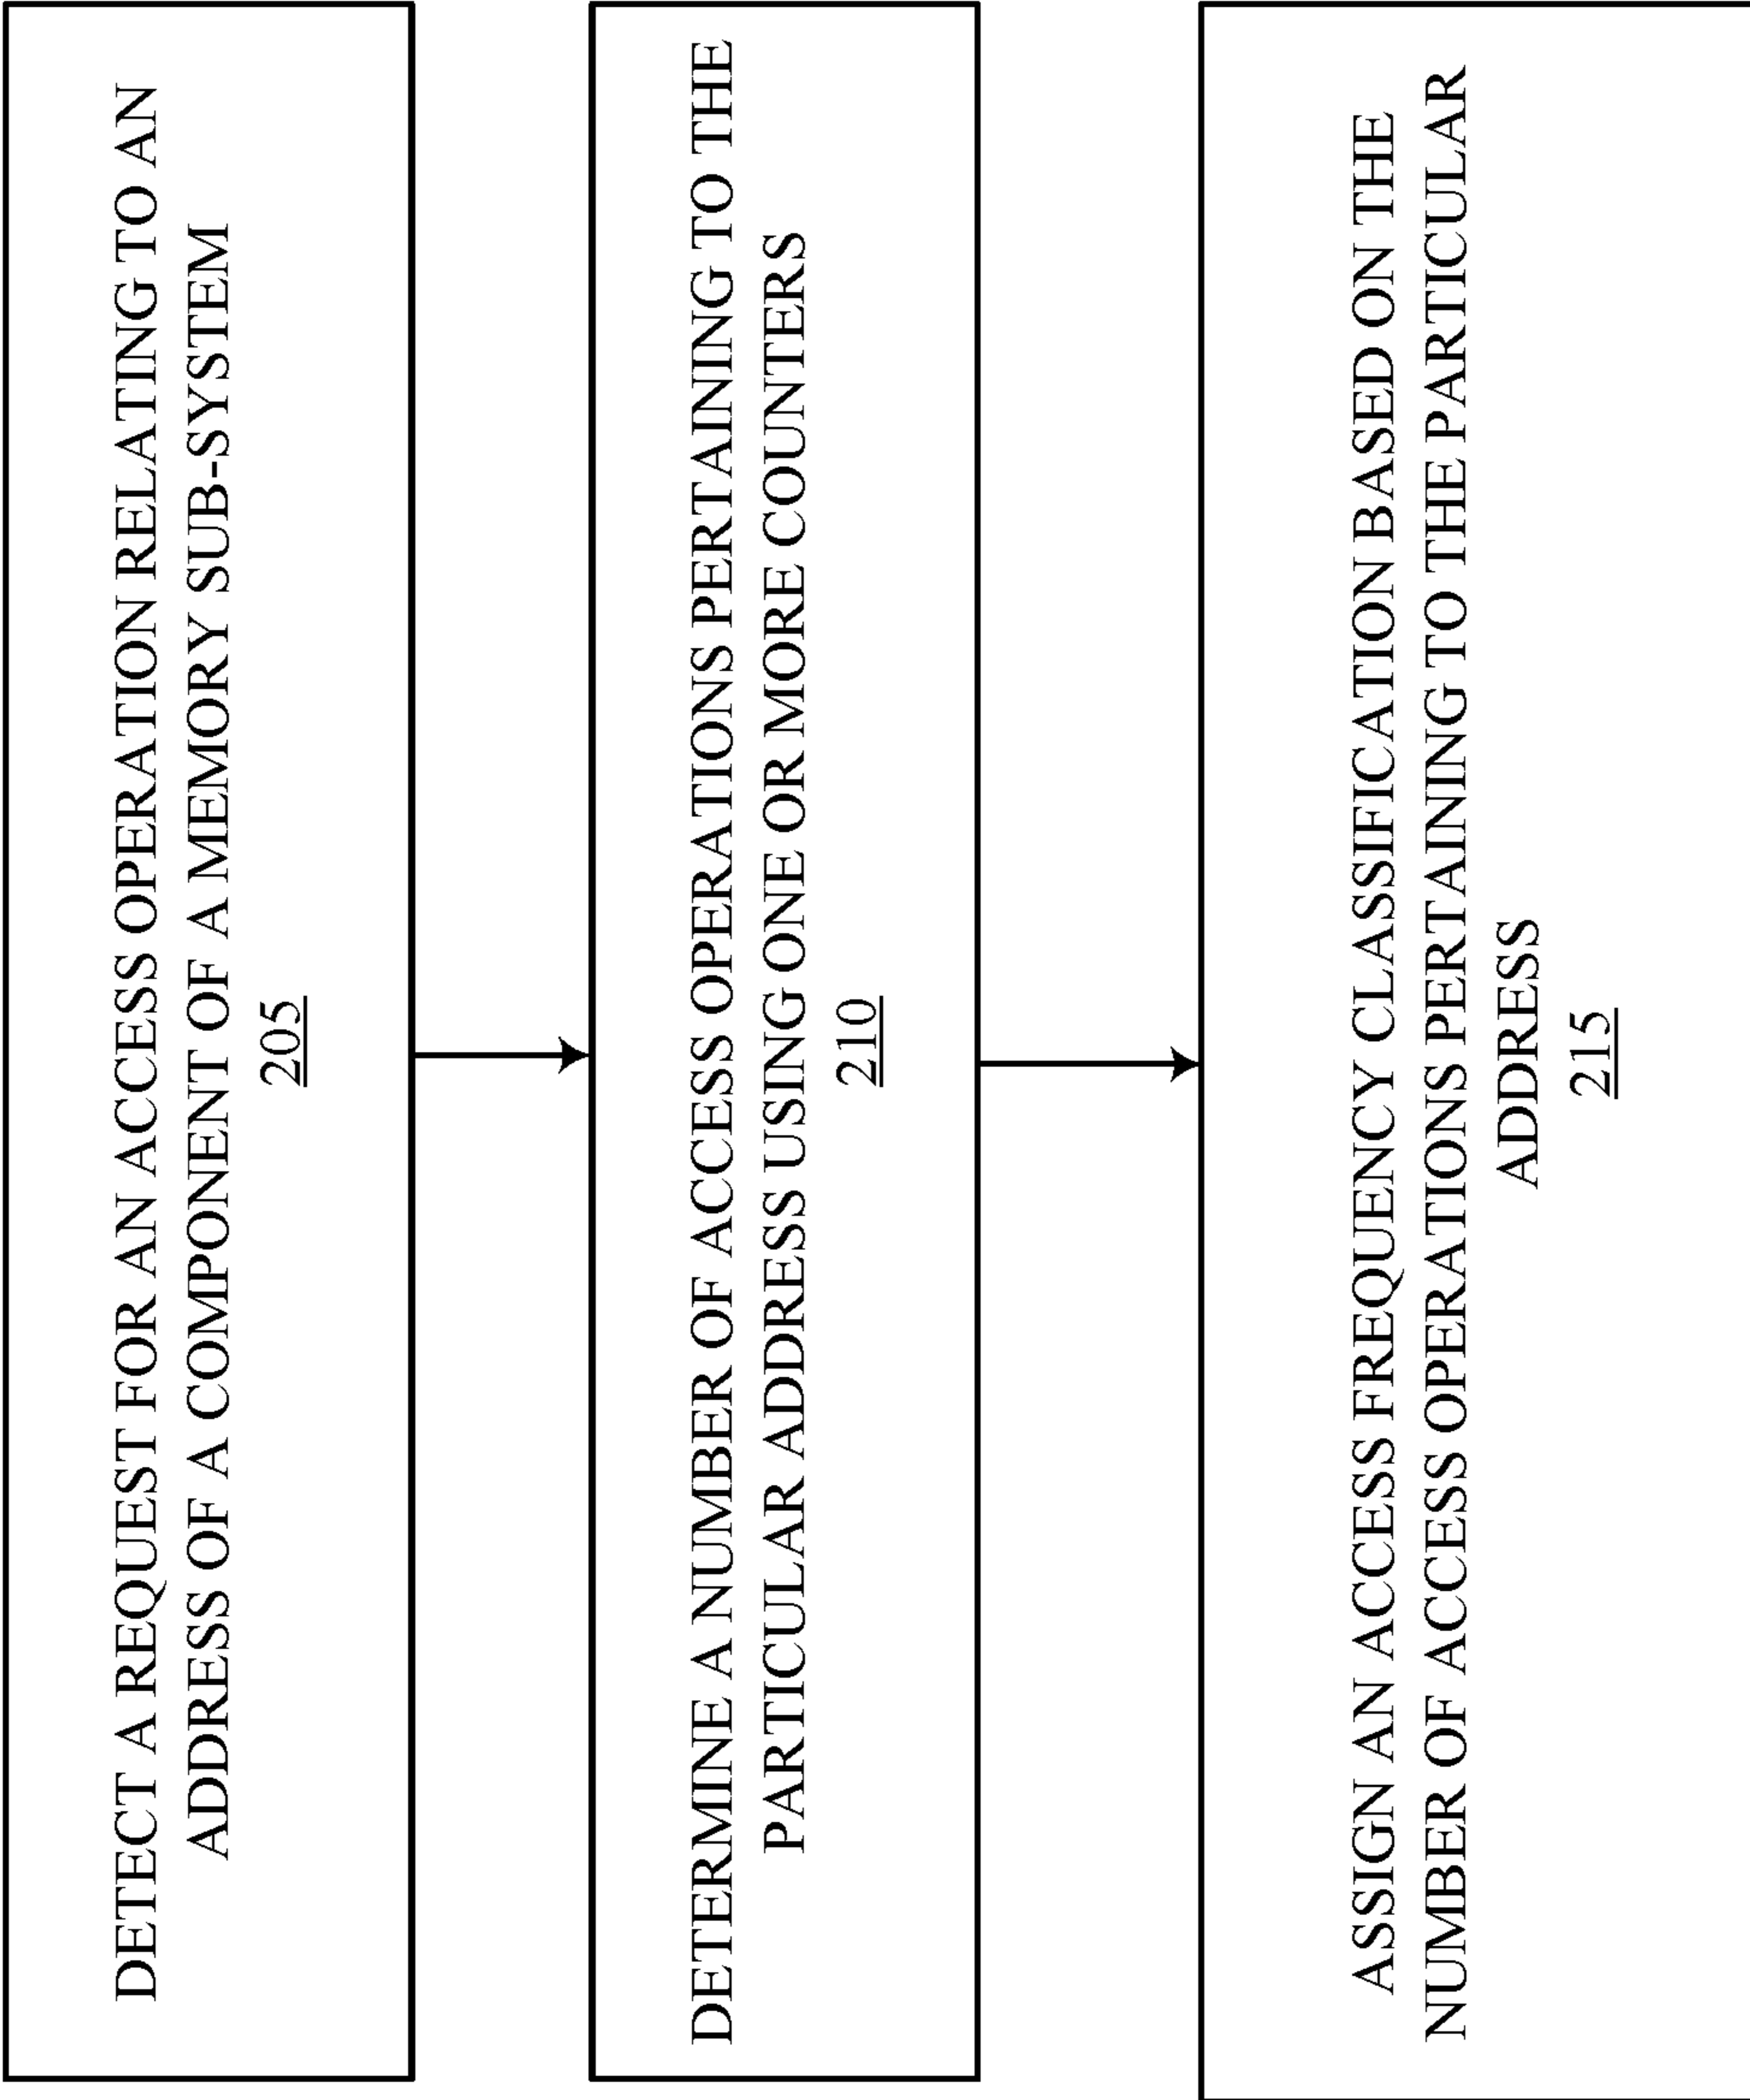 DETECT A REQUEST FOR AN ACCESS OPERATION RELATING TO AN
ADDRESS OF A COMPONENT OF A MEMORY SUB-SYSTEM
205
DETERMINE A NUMBER OF ACCESS OPERATIONS PERTAINING TO THE
PARTICULAR ADDRESS USING ONE OR MORE COUNTERS
210
ASSIGN AN ACCESS FREQUENCY CLASSIFICATION BASED ON THE
NUMBER OF ACCESS OPERATIONS PERTAINING TO THE PARTICULAR
ADDRESS
215